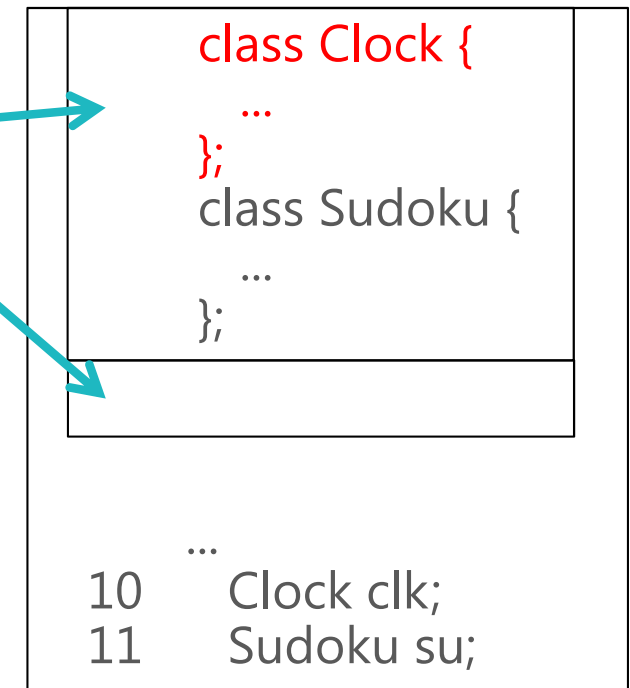 class Clock {
...
};
class Sudoku {
...
};
...
10 Clock clk;
11 Sudoku su;